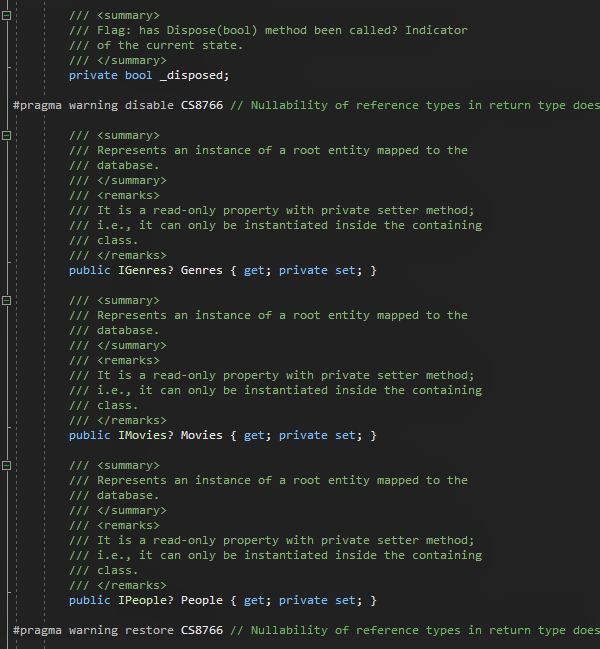 /// <summary>
/// Flag: has Dispose(bool) method been called? Indicator
/// of the current state.
/// </summary>
private bool _disposed;
#pragma warning disable CS8766 // Nullability of reference types in return type does
/// <summary>
/// Represents an instance of a root entity mapped to the
/// database.
/// </summary>
/// <remarks>
/// It is a read-only property with private setter method;
/// i.e., it can only be instantiated inside the containing
/// class.
/// </remarks>
public IGenres? Genres { get; private set; }
/// <summary>
/// Represents an instance of a root entity mapped to the
/// database.
/// </summary>
/// <remarks>
/// It is a read-only property with private setter method;
/// i.e., it can only be instantiated inside the containing
/// class.
/// </remarks>
public IMovies? Movies { get; private set; }
/// <summary>
/// Represents an instance of a root entity mapped to the
/// database.
/// </summary>
/// <remarks>
/// It is a read-only property with private setter method;
/// i.e., it can only be instantiated inside the containing
/// class.
/// </remarks>
public IPeople? People { get; private set; }
#pragma warning restore CS8766 // Nullability of reference types in return type does